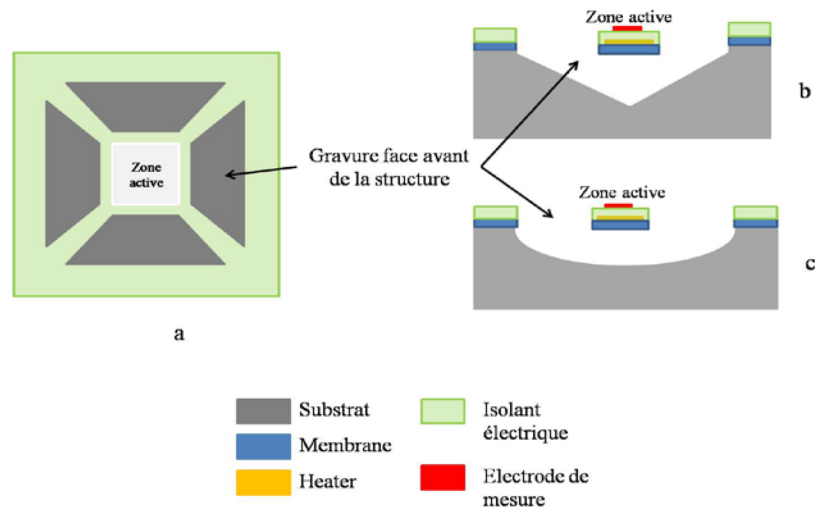 Zone active
b
Zone
active
Gravure face avant
de la structure
Zone active
c
a
Substrat
Membrane
Heater
Isolant
électrique
Electrode de
mesure